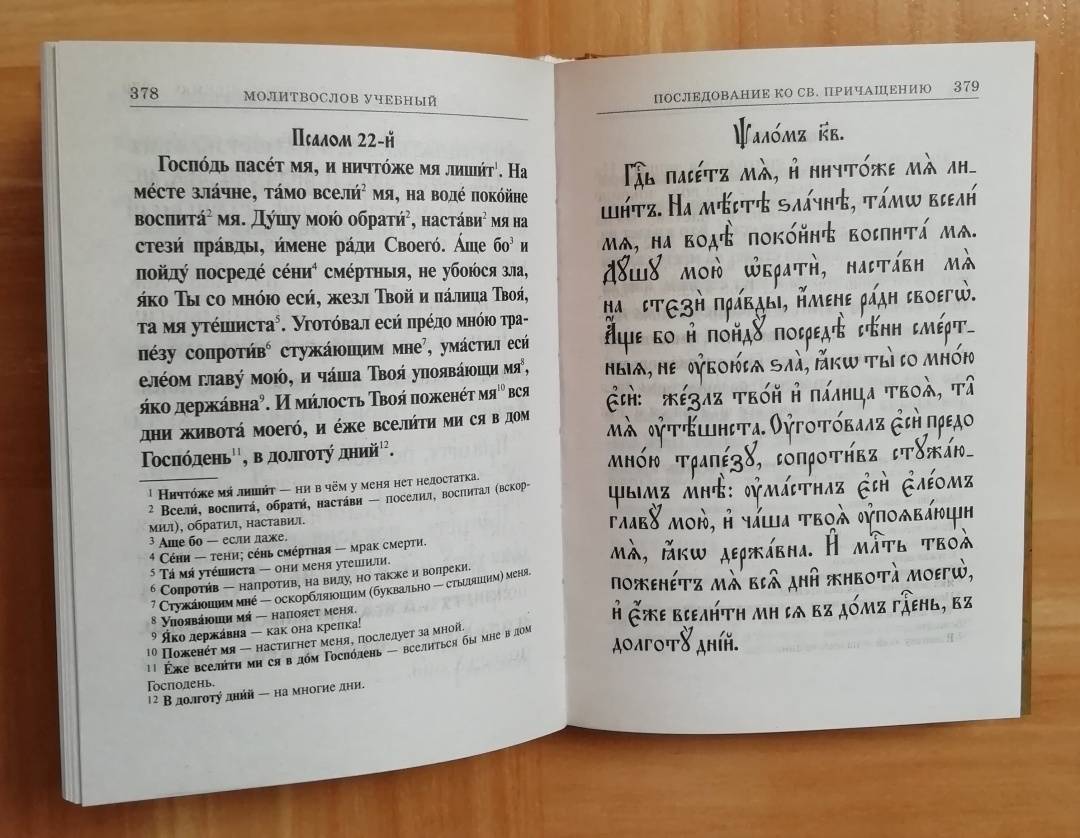 378
МОЛИТВОСЛОВ УЧЕБНЫЙ
Псалом 22-й
Госпо́дь пасе́т мя, и ничто́же мя лиши́т¹. На
ме́сте зла́чне, та́мо всели́² мя, на воде́ поко́йне
воспита́² мя. Ду́шу мою́ обрати́², наста́ви² мя на
стези́ пра́вды, и́мене ра́ди Своего́. А́ще бо³ и
пойду́ посреде́ се́ни⁴ сме́ртныя, не убою́ся зла,
я́ко Ты со мно́ю еси́, жезл Твой и па́лица Твоя́,
та мя уте́шиста⁵. Угото́вал еси́ пре́до мно́ю тра-
пе́зу сопроти́в⁶ стужа́ющим мне⁷, ума́стил еси́
еле́ом главу́ мою́, и ча́ша Твоя́ упоява́ющи мя⁸,
я́ко держа́вна⁹. И ми́лость Твоя́ пожене́т мя¹⁰ вся
дни живота́ моего́, и е́же всели́ти ми ся в дом
Госпо́день¹¹, в долготу́ дний¹².
1 Ничто́же мя́ лиши́т — ни в чём у меня нет недостатка.
2 Всели́, воспита́, обрати́, наста́ви — поселил, воспитал (вскор-
мил), обратил, наставил.
3 А́ще бо — если даже.
4 Се́ни — тени; се́нь сме́ртная — мрак смерти.
5 Та́ мя́ уте́шиста — они меня утешили.
6 Сопроти́в — напротив, на виду, но также и вопреки.
7 Стужа́ющим мне́ — оскорбляющим (буквально — стыдящим) меня.
8 Упоява́ющи мя́ — напояет меня.
9 Я́ко держа́вна — как она крепка!
10 Пожене́т мя — настигнет меня, последует за мной.
11 Е́же всели́ти ми ся в до́м Госпо́день — вселиться бы мне в дом
Господень.
12 В долготу́ дни́й — на многие дни.
ПОСЛЕДОВАНИЕ КО СВ. ПРИЧАЩЕНИЮ
379
Ѱало́мъ к҃в.
Гд҇ь пасе́тъ мѧ̀, и҆ ничто́же мѧ̀ ли-
ши́тъ. На мѣ́стѣ ѕла́чнѣ, та́мѡ всели́
мѧ, на водѣ̀ поко́йнѣ воспита́ мѧ.
Дꙋ́шꙋ мою̀ ѡ҆братѝ, наста́ви мѧ̀
на стєзѝ пра́вды, и҆́мене ра́ди своегѡ̀.
А҆́ще бо и҆ пойдꙋ̀ посредѣ̀ сѣ́ни сме́рт-
ныѧ, не ᲂу҆бою́сѧ ѕла̀, ꙗ҆́кѡ ты̀ со мно́ю
є҆сѝ: же́злъ тво́й и҆ па́лица твоѧ̀, та̑
мѧ̀ ᲂу҆тѣ́шиста. Оу҆гото́валъ є҆сѝ предо
мно́ю трапе́зꙋ, сопроти́въ стꙋжа́ю-
щымъ мнѣ̀: ᲂу҆ма́стилъ є҆сѝ є҆ле́омъ
главꙋ̀ мою̀, и҆ ча́ша твоѧ̀ ᲂу҆поѧва́ющи
мѧ̀, ꙗ҆́кѡ держа́вна. И҆ мл҇ть твоѧ̀
пожене́тъ мѧ̀ всѧ̑ дни̑ живота̀ моегѡ̀,
и҆ є҆́же всели́ти ми сѧ въ до́мъ гд҇ень, въ
долготꙋ̀ дні́й.